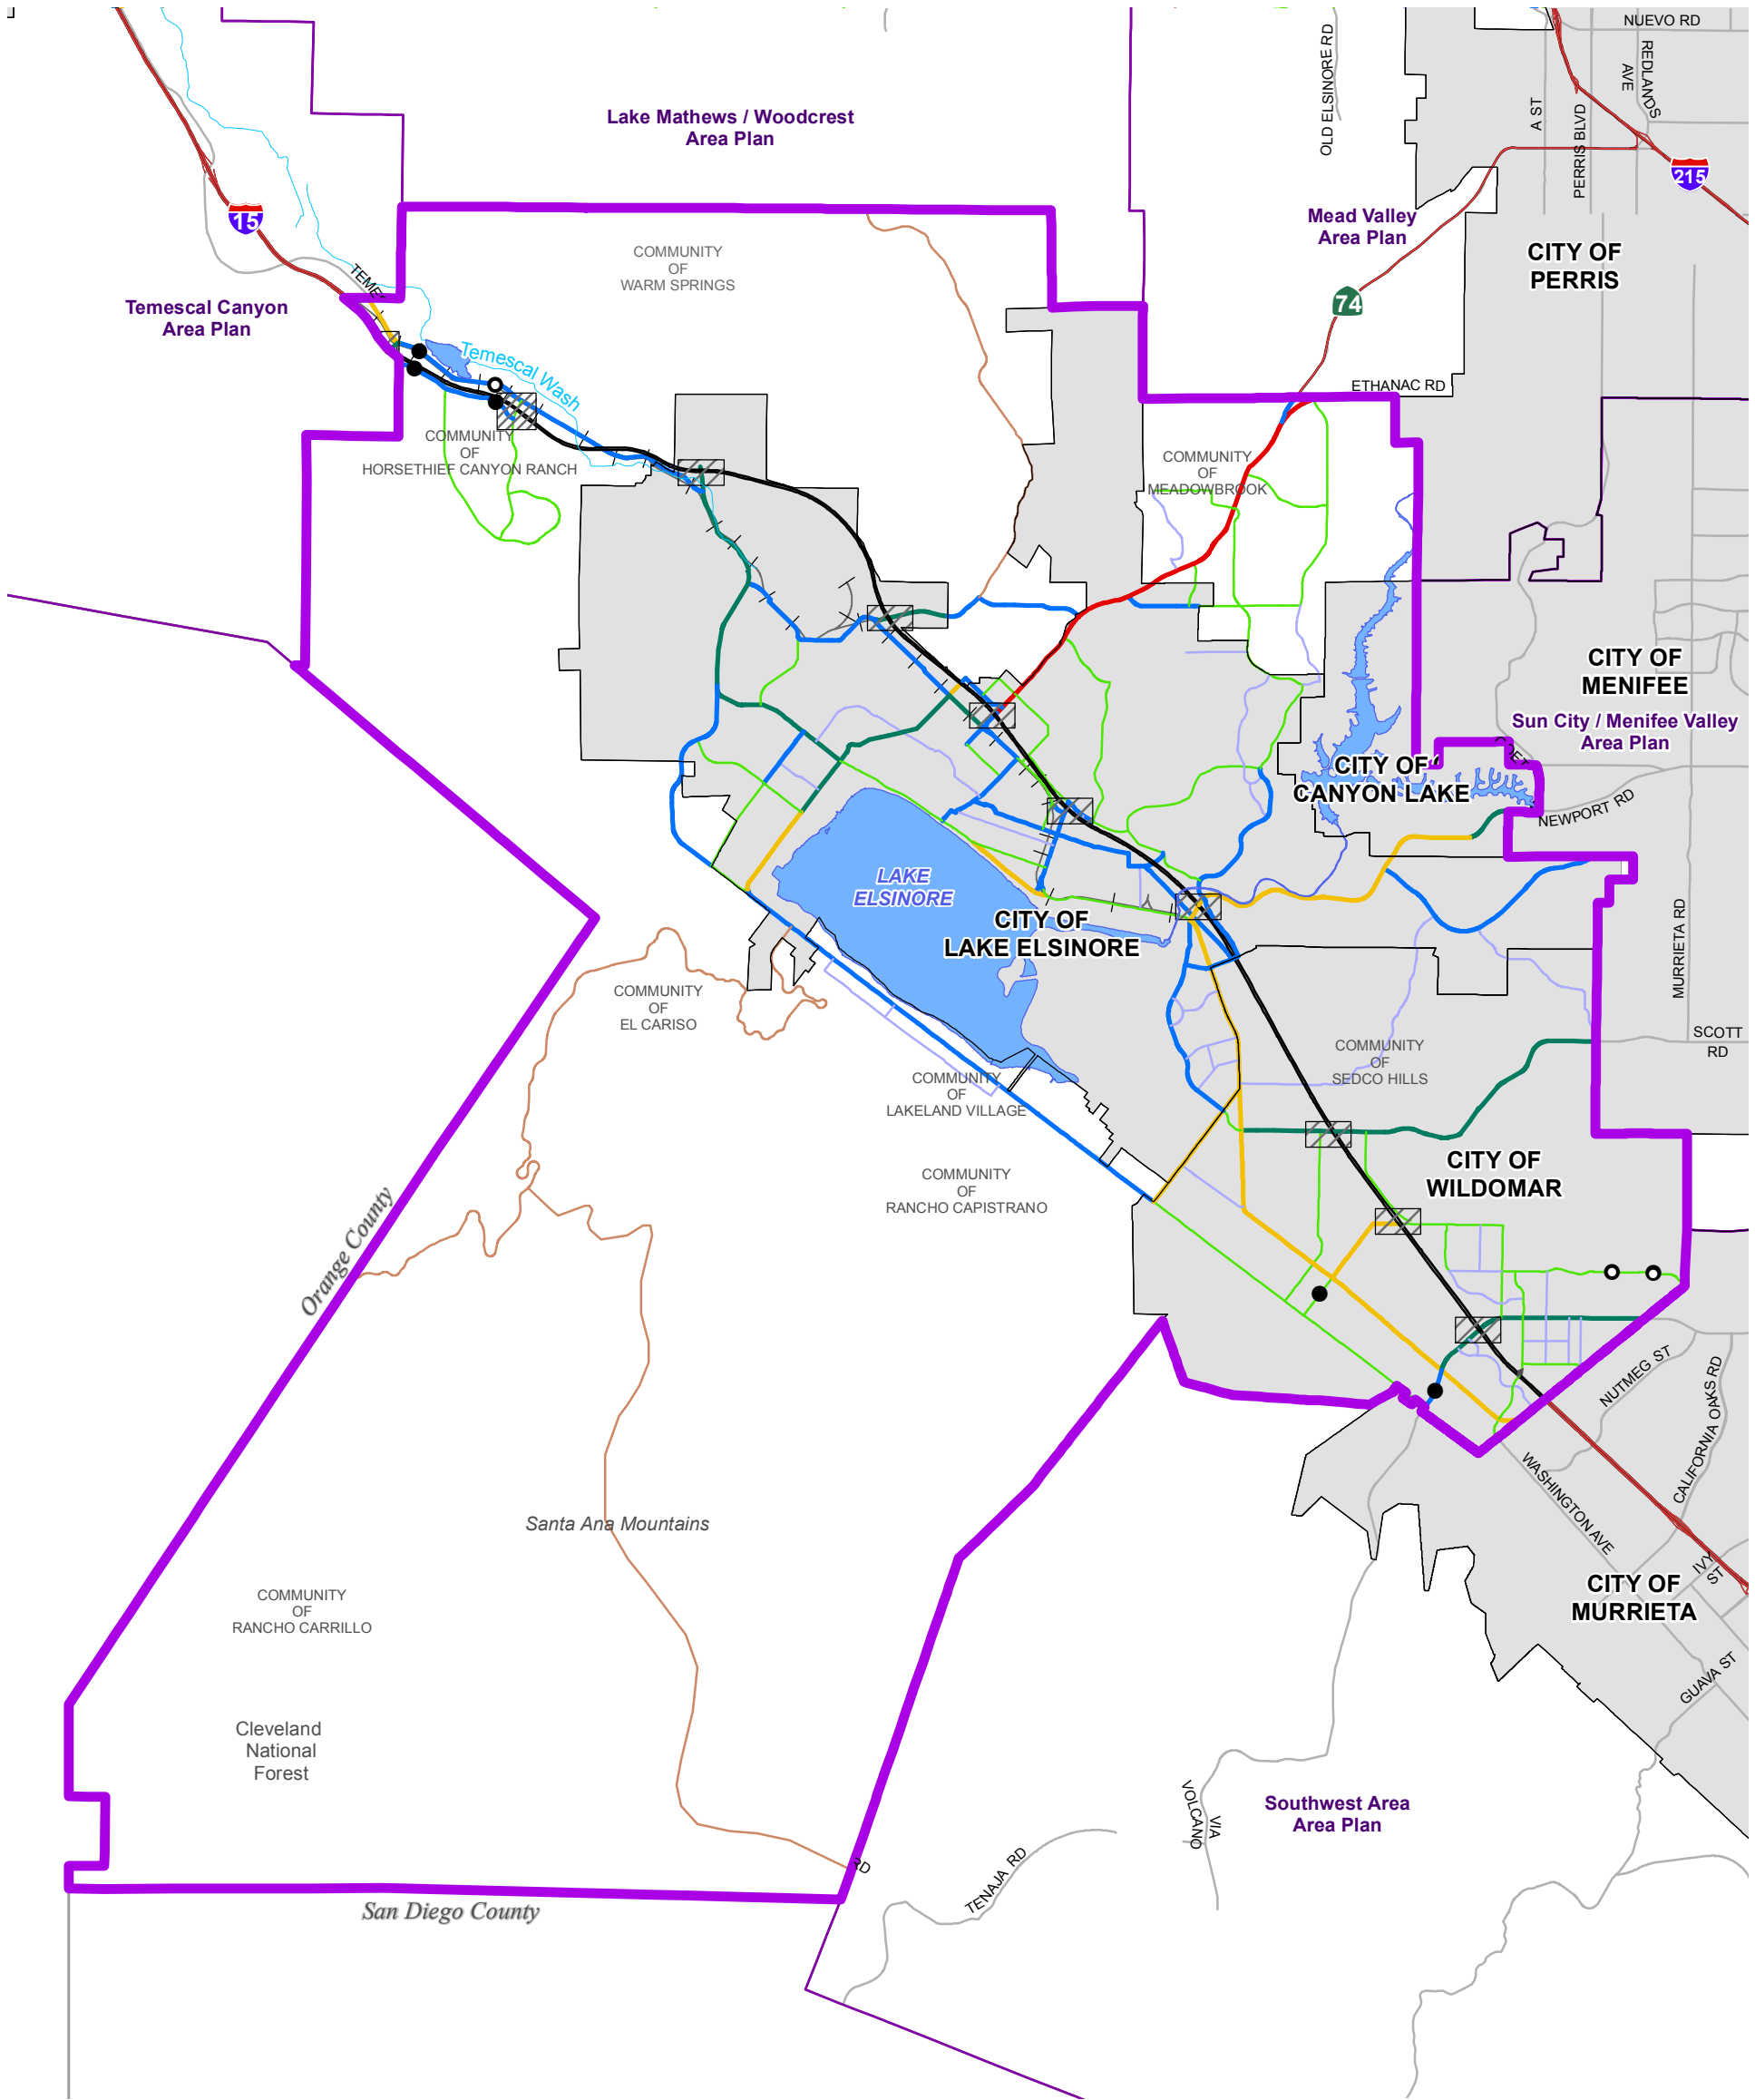 NUEVO RD
REDLANDS
AVE
OLD ELSINORE RD
A ST
PERRIS BLVD
Lake Mathews / Woodcrest
Area Plan
215
15
Mead Valley
Area Plan
CITY OF
PERRIS
COMMUNITY
OF
WARM SPRINGS
74
Temescal Canyon
Area Plan
Temescal Wash
ETHANAC RD
COMMUNITY
OF
HORSETHIEF CANYON RANCH
COMMUNITY
OF
MEADOWBROOK
CITY OF
MENIFEE
Sun City / Menifee Valley
Area Plan
CITY OF
CANYON LAKE
NEWPORT RD
LAKE
ELSINORE
CITY OF
LAKE ELSINORE
MURRIETA RD
COMMUNITY
OF
EL CARISO
SCOTT
RD
COMMUNITY
OF
SEDCO HILLS
COMMUNITY
OF
LAKELAND VILLAGE
CITY OF
WILDOMAR
COMMUNITY
OF
RANCHO CAPISTRANO
Orange County
NUTMEG ST
CALIFORNIA OAKS RD
WASHINGTON AVE
Santa Ana Mountains
IVY
ST
CITY OF
MURRIETA
COMMUNITY
OF
RANCHO CARRILLO
GUAVA ST
Cleveland
National
Forest
VIA
VOLCANO
Southwest Area
Area Plan
RD
TENAJA RD
San Diego County